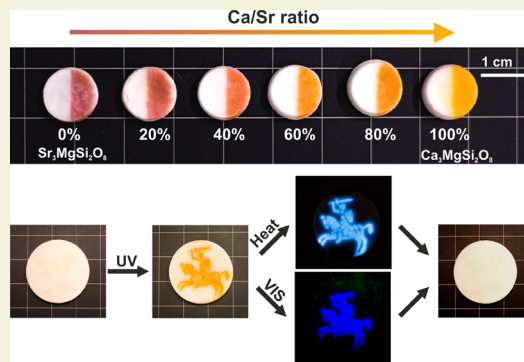 Ca/Sr ratio
1 cm
0% 20% 40% 60% 80% 100%
Sr₃MgSi₂O₈ Ca₃MgSi₂O₈
UV
Heat
VIS